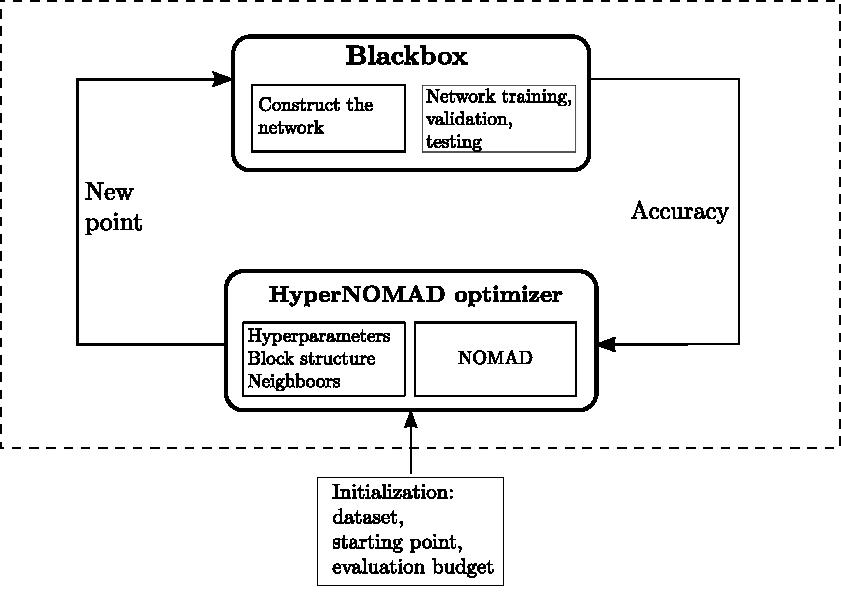 Blackbox
Construct the
network
Network training,
validation,
testing
New
point
Accuracy
HyperNOMAD optimizer
Hyperparameters
Block structure
Neighboors
NOMAD
Initialization:
dataset,
starting point,
evaluation budget